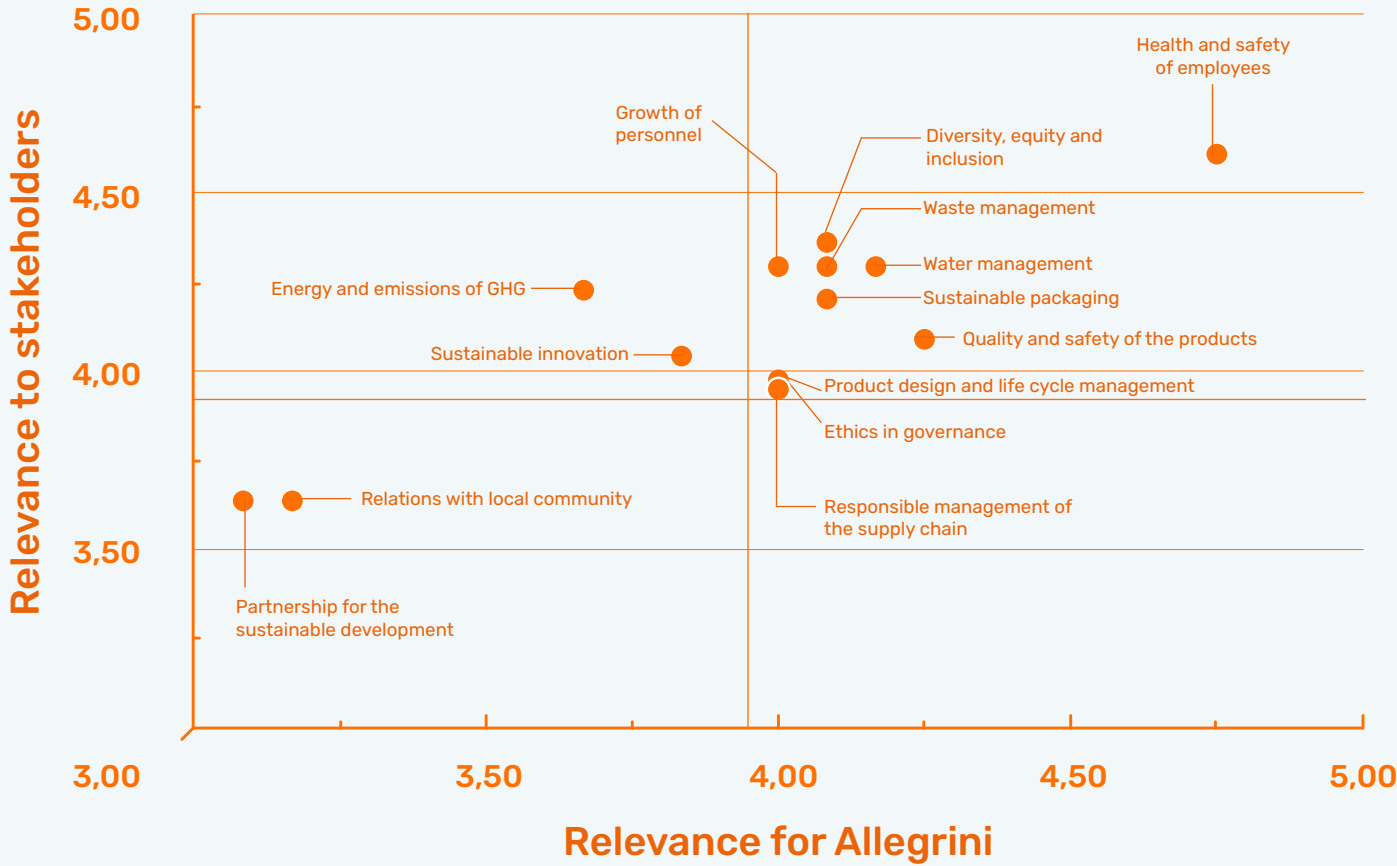 5,00
Health and safety
of employees
Growth of
personnel
Diversity, equity and
inclusion
4,50
Waste management
Water management
Energy and emissions of GHG
Sustainable packaging
Quality and safety of the products
Sustainable innovation
4,00
Product design and life cycle management
Ethics in governance
Relations with local community
Responsible management of
the supply chain
3,50
Partnership for the
sustainable development
Relevance to stakeholders
3,00
3,50
4,00
4,50
5,00
Relevance for Allegrini